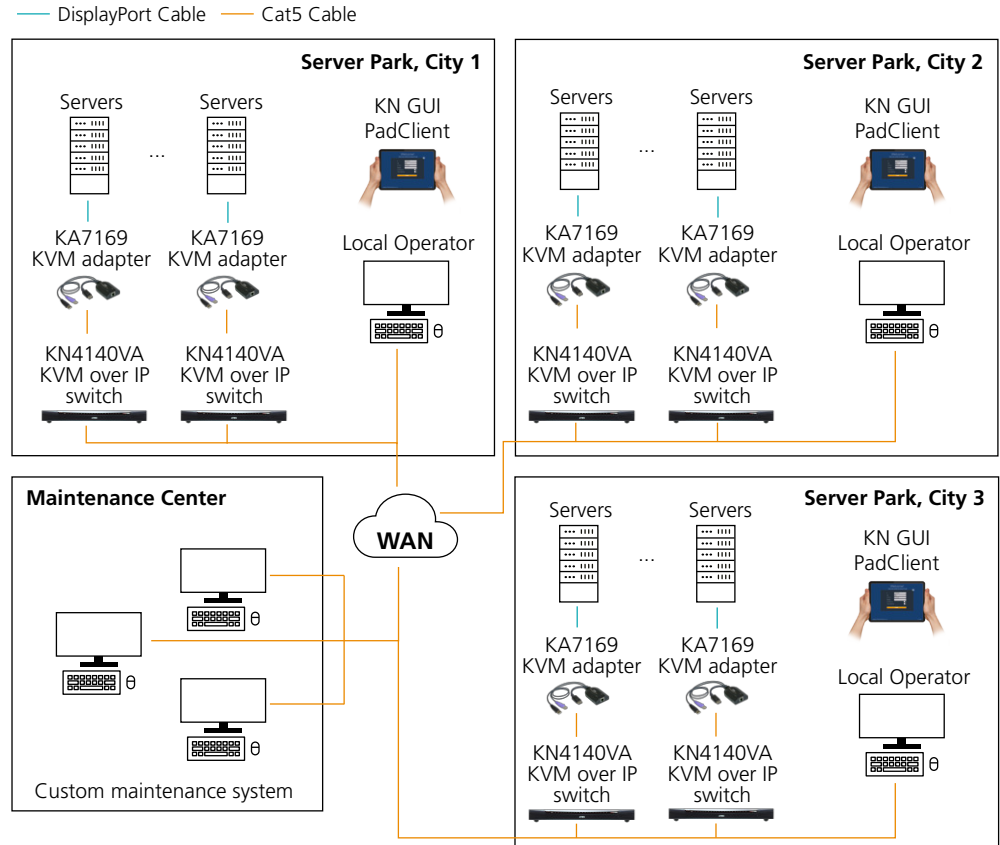 DisplayPort Cable
Cat5 Cable
Server Park, City 1
Servers
Servers
KN GUI
PadClient
...
KA7169
KVM adapter
KA7169
KVM adapter
Local Operator
KN4140VA
KVM over IP
switch
KN4140VA
KVM over IP
switch
Server Park, City 2
Servers
Servers
KN GUI
PadClient
...
KA7169
KVM adapter
KA7169
KVM adapter
Local Operator
KN4140VA
KVM over IP
switch
KN4140VA
KVM over IP
switch
Maintenance Center
Custom maintenance system
WAN
Server Park, City 3
Servers
Servers
KN GUI
PadClient
...
KA7169
KVM adapter
KA7169
KVM adapter
Local Operator
KN4140VA
KVM over IP
switch
KN4140VA
KVM over IP
switch